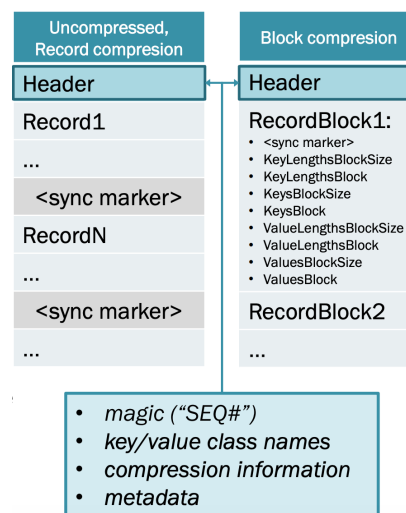 Uncompressed,
Record compresion
Header
Record1
...
<sync marker>
RecordN
...
<sync marker>
...
Block compresion
Header
RecordBlock1:
• <sync marker>
• KeyLengthsBlockSize
• KeyLengthsBlock
• KeysBlockSize
• KeysBlock
• ValueLengthsBlockSize
• ValueLengthsBlock
• ValuesBlockSize
• ValuesBlock
RecordBlock2
...
• magic (“SEQ#”)
• key/value class names
• compression information
• metadata